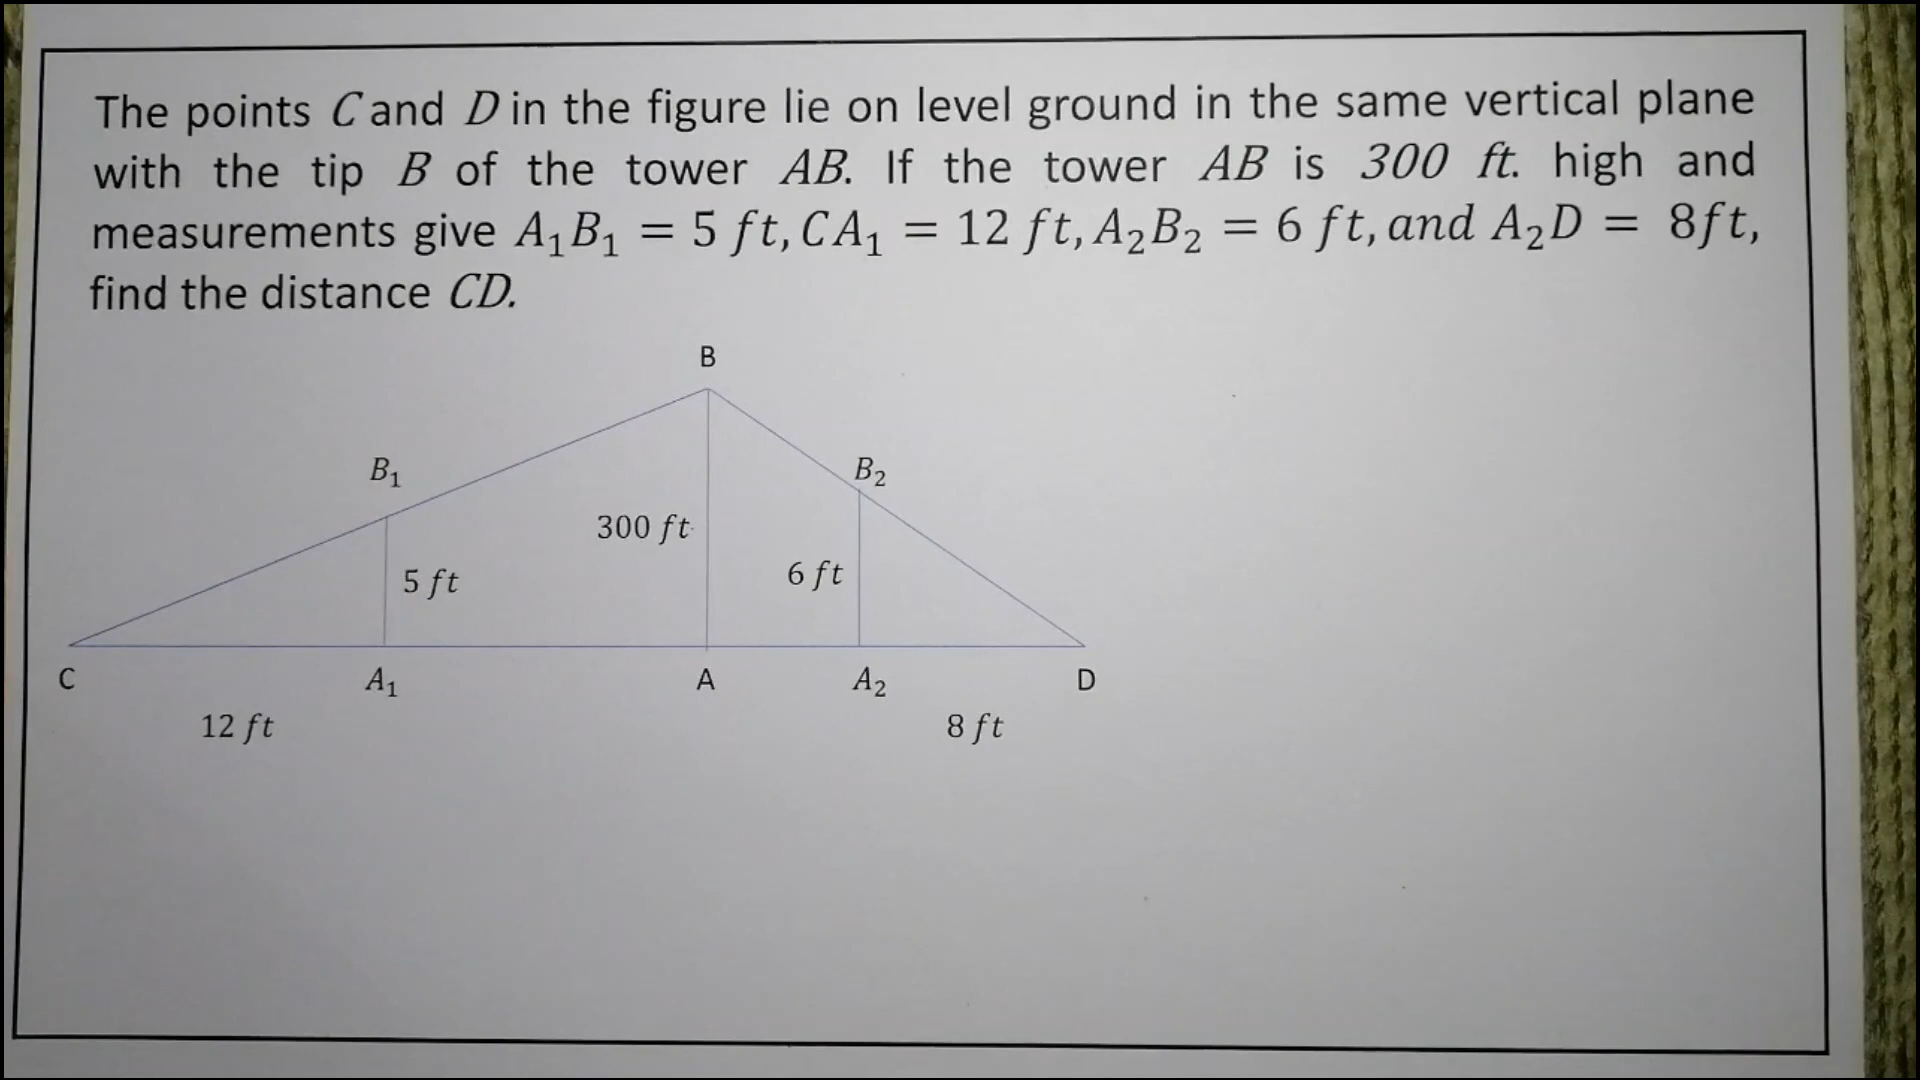 The points C and D in the figure lie on level ground in the same vertical plane
with the tip B of the tower AB. If the tower AB is 300 ft. high and
measurements give A₁B₁ = 5 ft, CA₁ = 12 ft, A₂B₂ = 6 ft, and A₂D = 8ft,
find the distance CD.
B
B₁
B₂
300 ft
5 ft
6 ft
C
A₁
A
A₂
D
12 ft
8 ft